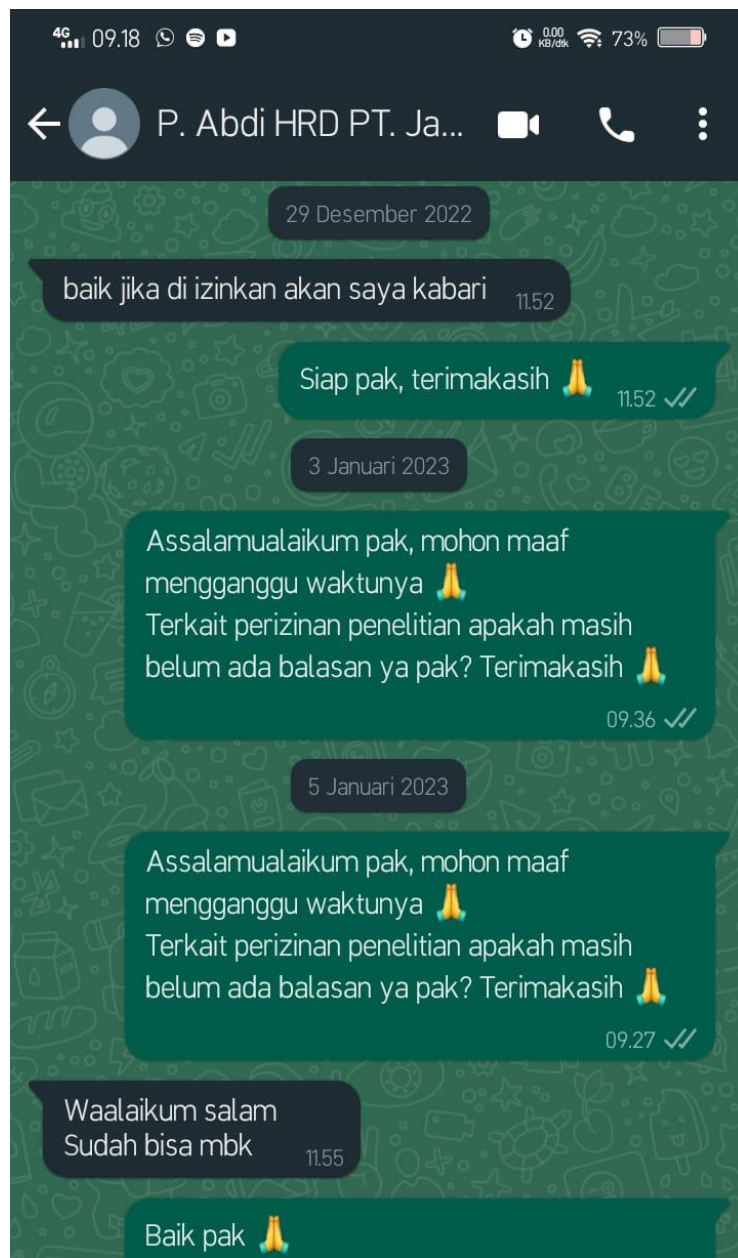 4G 09.18 0.00 KB/dtk 73%
P. Abdi HRD PT. Ja...
29 Desember 2022
baik jika di izinkan akan saya kabari 11.52
Siap pak, terimakasih 🙏 11.52
3 Januari 2023
Assalamualaikum pak, mohon maaf
mengganggu waktunya 🙏
Terkait perizinan penelitian apakah masih
belum ada balasan ya pak? Terimakasih 🙏
09.36
5 Januari 2023
Assalamualaikum pak, mohon maaf
mengganggu waktunya 🙏
Terkait perizinan penelitian apakah masih
belum ada balasan ya pak? Terimakasih 🙏
09.27
Waalaikum salam
Sudah bisa mbk 11.55
Baik pak 🙏